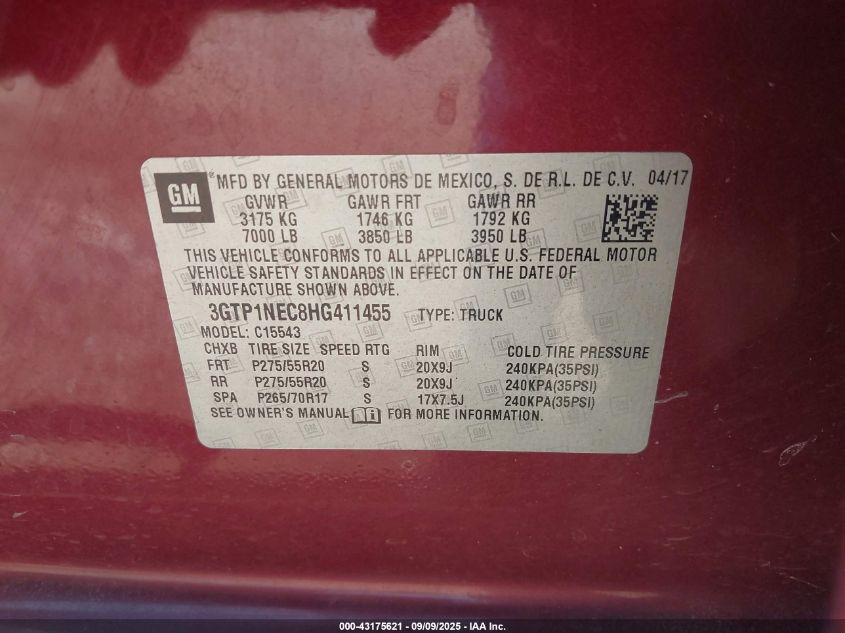 GM ® MFD BY GENERAL MOTORS DE MEXICO, S. DE R.L. DE C.V. 04/17
GVWR GAWR FRT GAWR RR
3175 KG 1746 KG 1792 KG
7000 LB 3850 LB 3950 LB
THIS VEHICLE CONFORMS TO ALL APPLICABLE U.S. FEDERAL MOTOR
VEHICLE SAFETY STANDARDS IN EFFECT ON THE DATE OF
MANUFACTURE SHOWN ABOVE.
3GTP1NEC8HG411455 TYPE: TRUCK
MODEL: C15543
CHXB TIRE SIZE SPEED RTG RIM COLD TIRE PRESSURE
FRT P275/55R20 S 20X9J 240KPA(35PSI)
RR P275/55R20 S 20X9J 240KPA(35PSI)
SPA P265/70R17 S 17X7.5J 240KPA(35PSI)
SEE OWNER'S MANUAL FOR MORE INFORMATION.
000-43175621 - 09/09/2025 - IAA Inc.